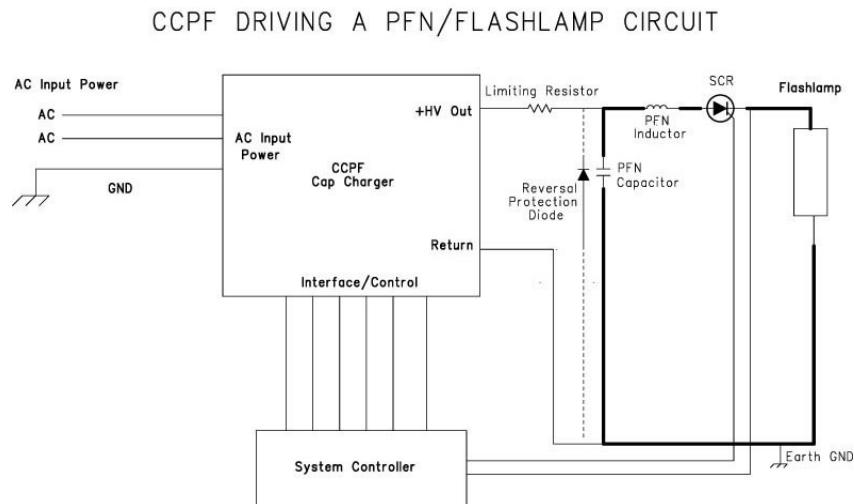 CCPF DRIVING A PFN/FLASHLAMP CIRCUIT
AC Input Power
AC
AC
GND
AC Input
Power
CCPF
Cap Charger
+HV Out
Return
Interface/Control
Limiting Resistor
Reversal
Protection
Diode
PFN
Inductor
PFN
Capacitor
SCR
Flashlamp
Earth GND
System Controller